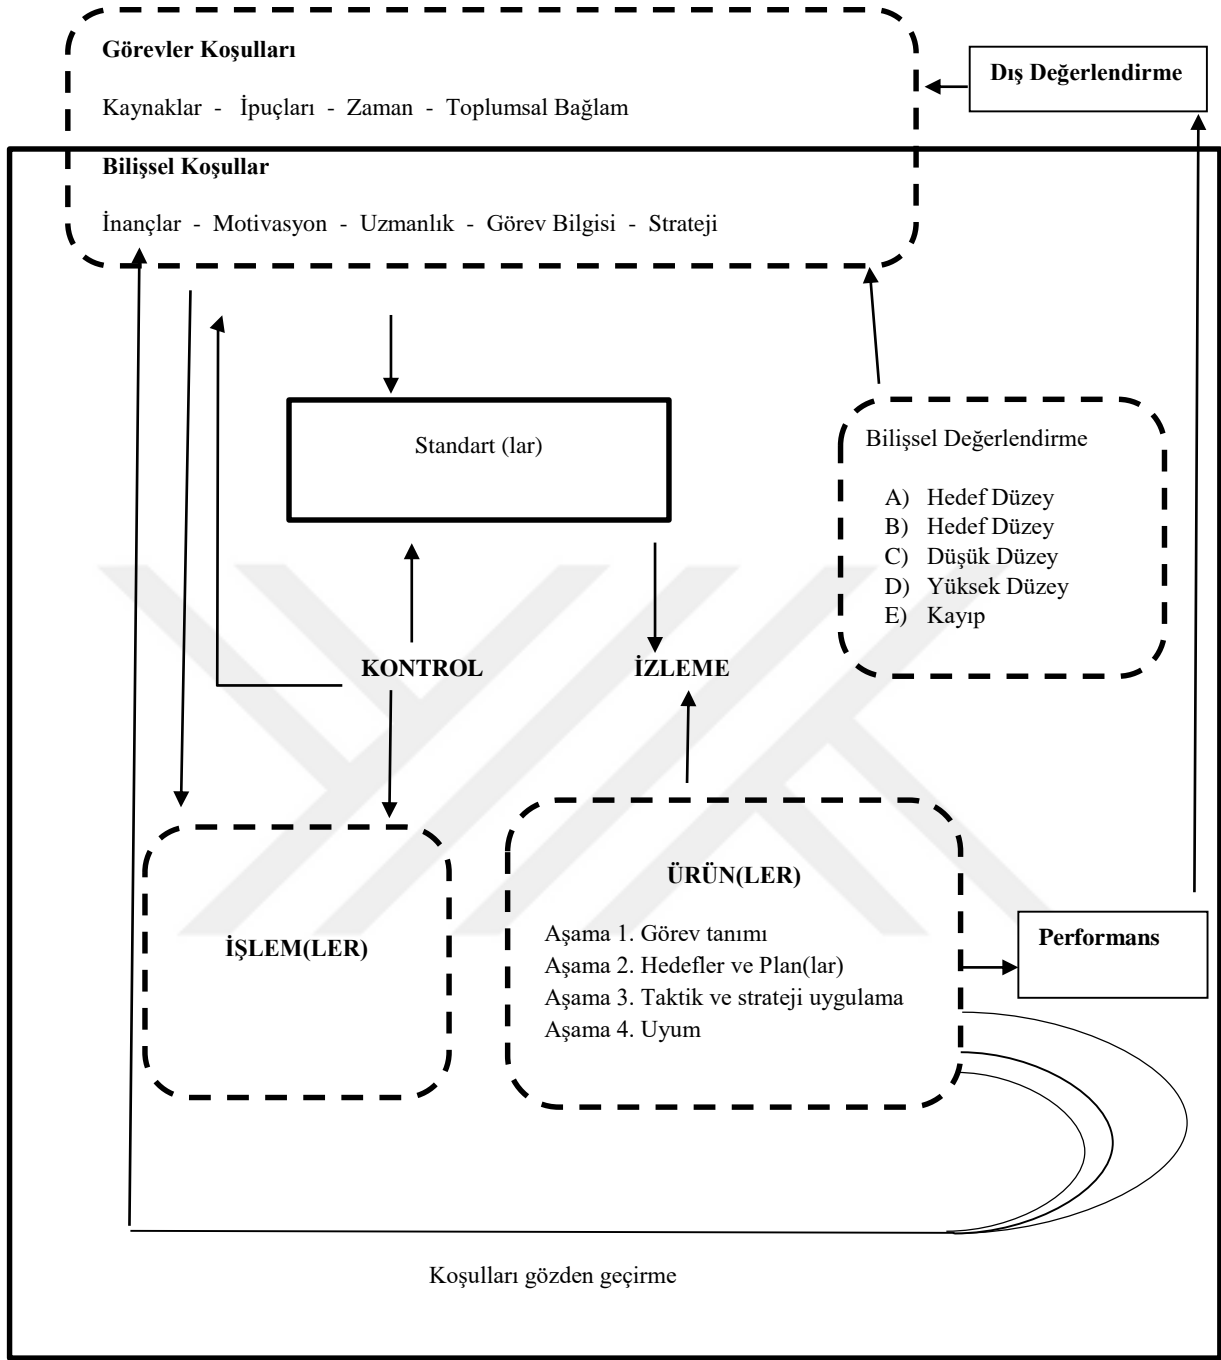 Görevler Koşulları
Dış Değerlendirme
Kaynaklar - İpuçları - Zaman - Toplumsal Bağlam
Bilişsel Koşullar
İnançlar - Motivasyon - Uzmanlık - Görev Bilgisi - Strateji
Standart (lar)
Bilişsel Değerlendirme
A) Hedef Düzey
B) Hedef Düzey
C) Düşük Düzey
D) Yüksek Düzey
E) Kayıp
KONTROL
İZLEME
İŞLEM(LER)
ÜRÜN(LER)
Aşama 1. Görev tanımı
Aşama 2. Hedefler ve Plan(lar)
Aşama 3. Taktik ve strateji uygulama
Aşama 4. Uyum
Performans
Koşulları gözden geçirme